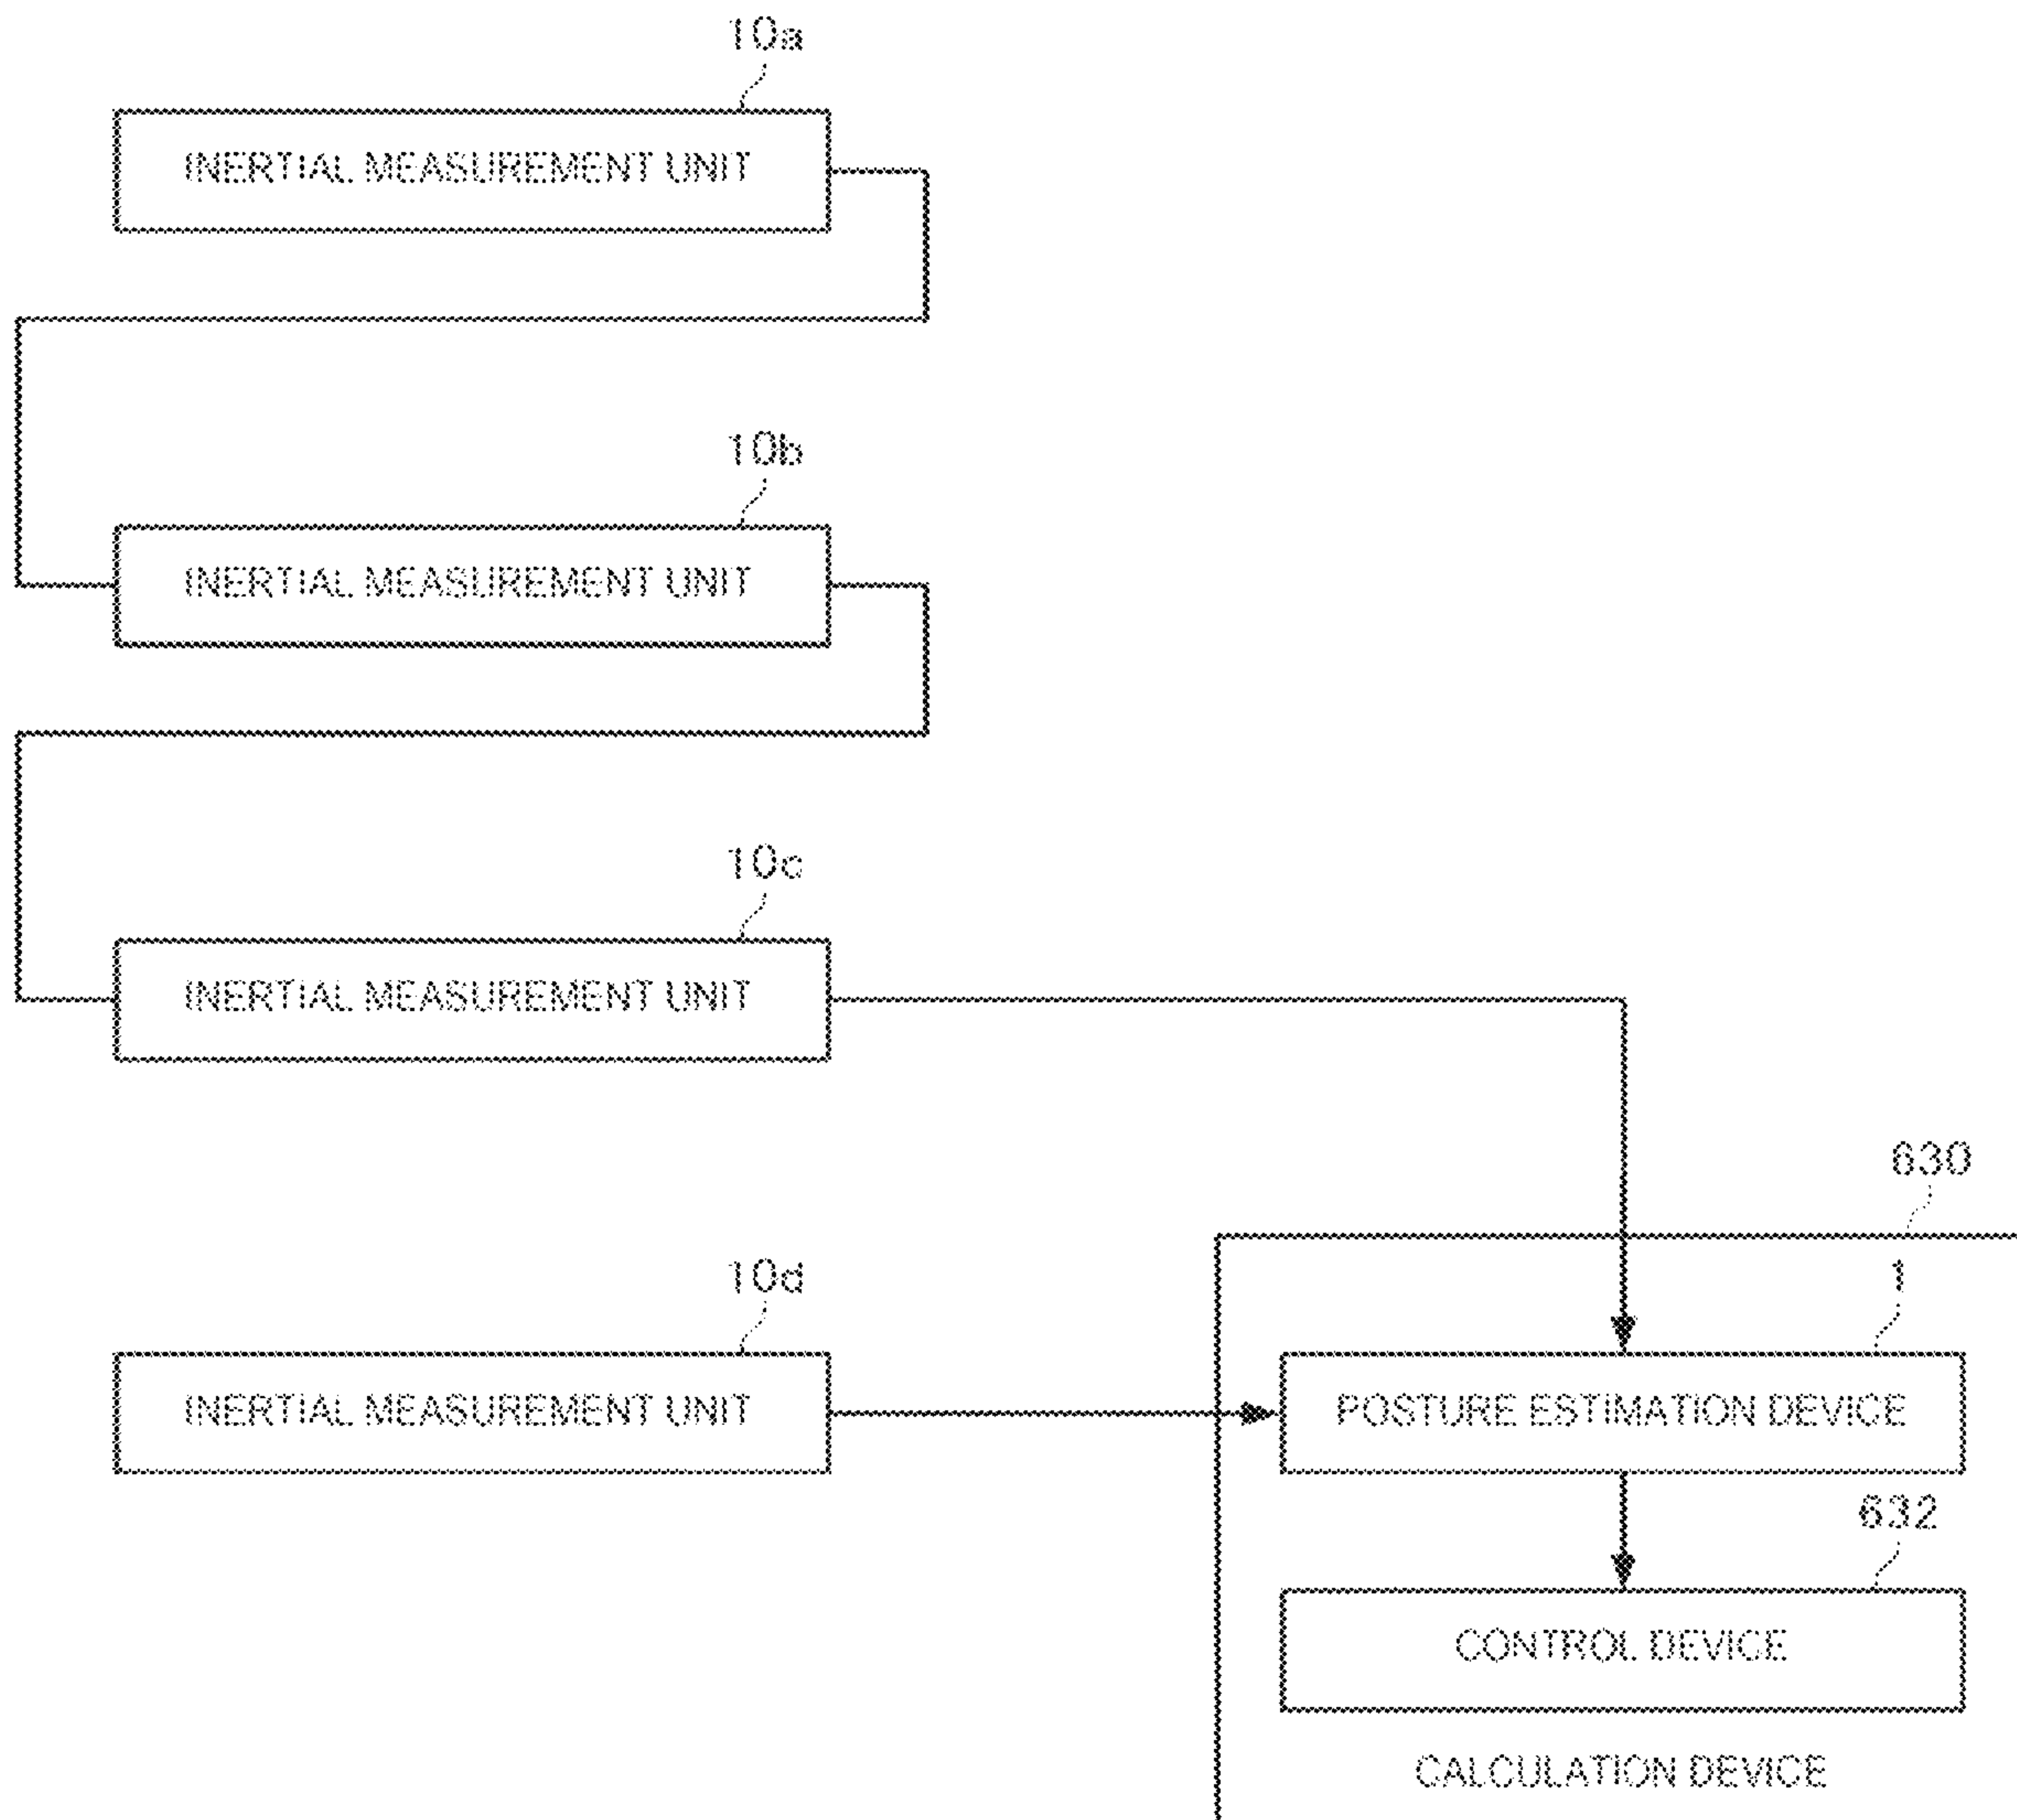 10a
INERTIAL MEASUREMENT UNIT
10b
INERTIAL MEASUREMENT UNIT
10c
INERTIAL MEASUREMENT UNIT
630
1
10d
INERTIAL MEASUREMENT UNIT
POSTURE ESTIMATION DEVICE
632
CONTROL DEVICE
CALCULATION DEVICE